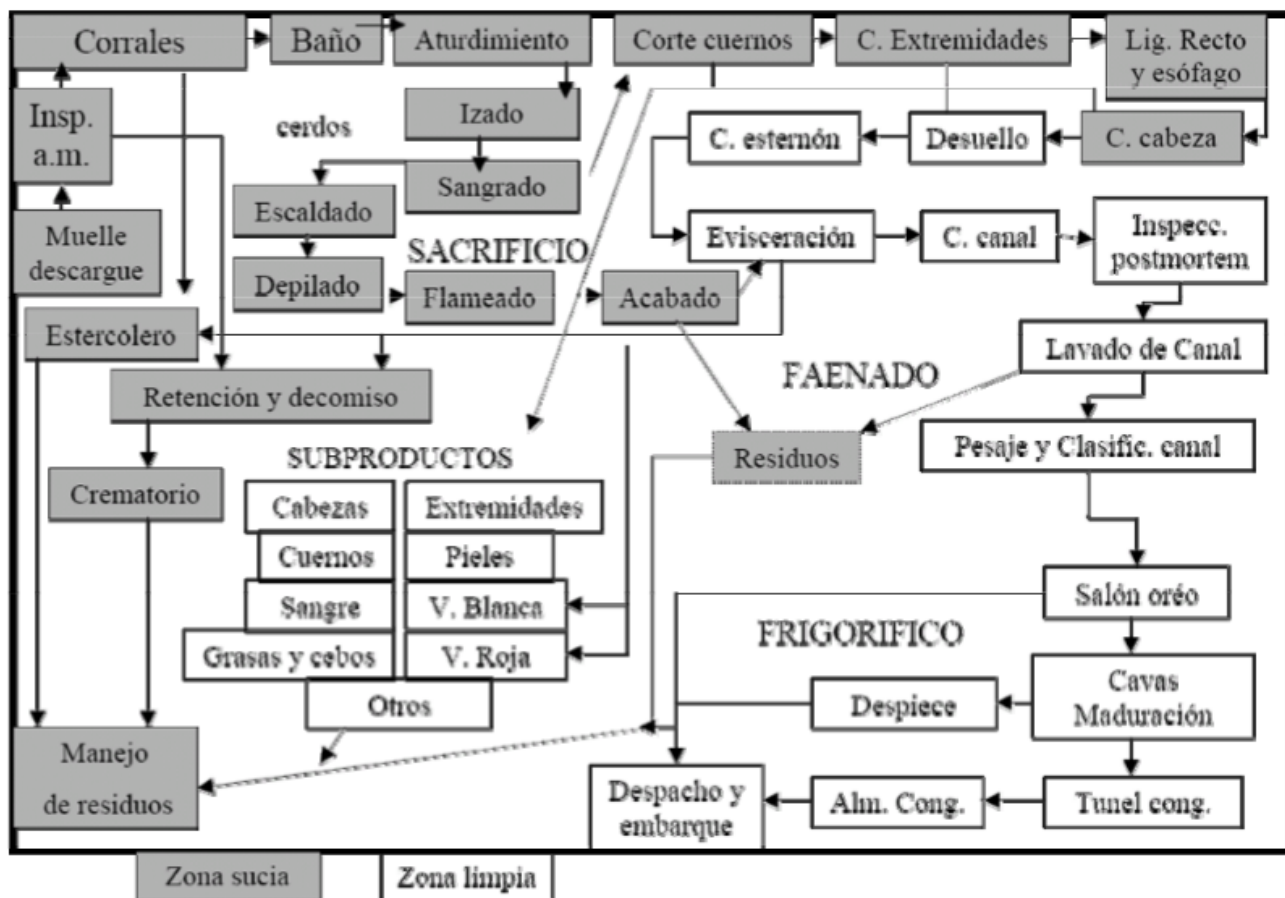 Corrales
Baño
Aturdimiento
Corte cuernos
C. Extremidades
Lig. Recto
y esófago
Insp.
a.m.
cerdos
Izado
C. esternón
Desuello
C. cabeza
Sangrado
Escaldado
Muelle
descargue
SACRIFICIO
Evisceración
C. canal
Inspecc.
postmortem
Depilado
Flameado
Acabado
Estercolero
Lavado de Canal
FAENADO
Retención y decomiso
Residuos
Pesaje y Clasific. canal
SUBPRODUCTOS
Crematorio
Cabezas
Extremidades
Cuernos
Pieles
Sangre
V. Blanca
Salón oréo
Grasas y cebos
V. Roja
FRIGORIFICO
Otros
Despiece
Cavas
Maduración
Manejo
de residuos
Despacho y
embarque
Alm. Cong.
Tunel cong.
Zona sucia
Zona limpia